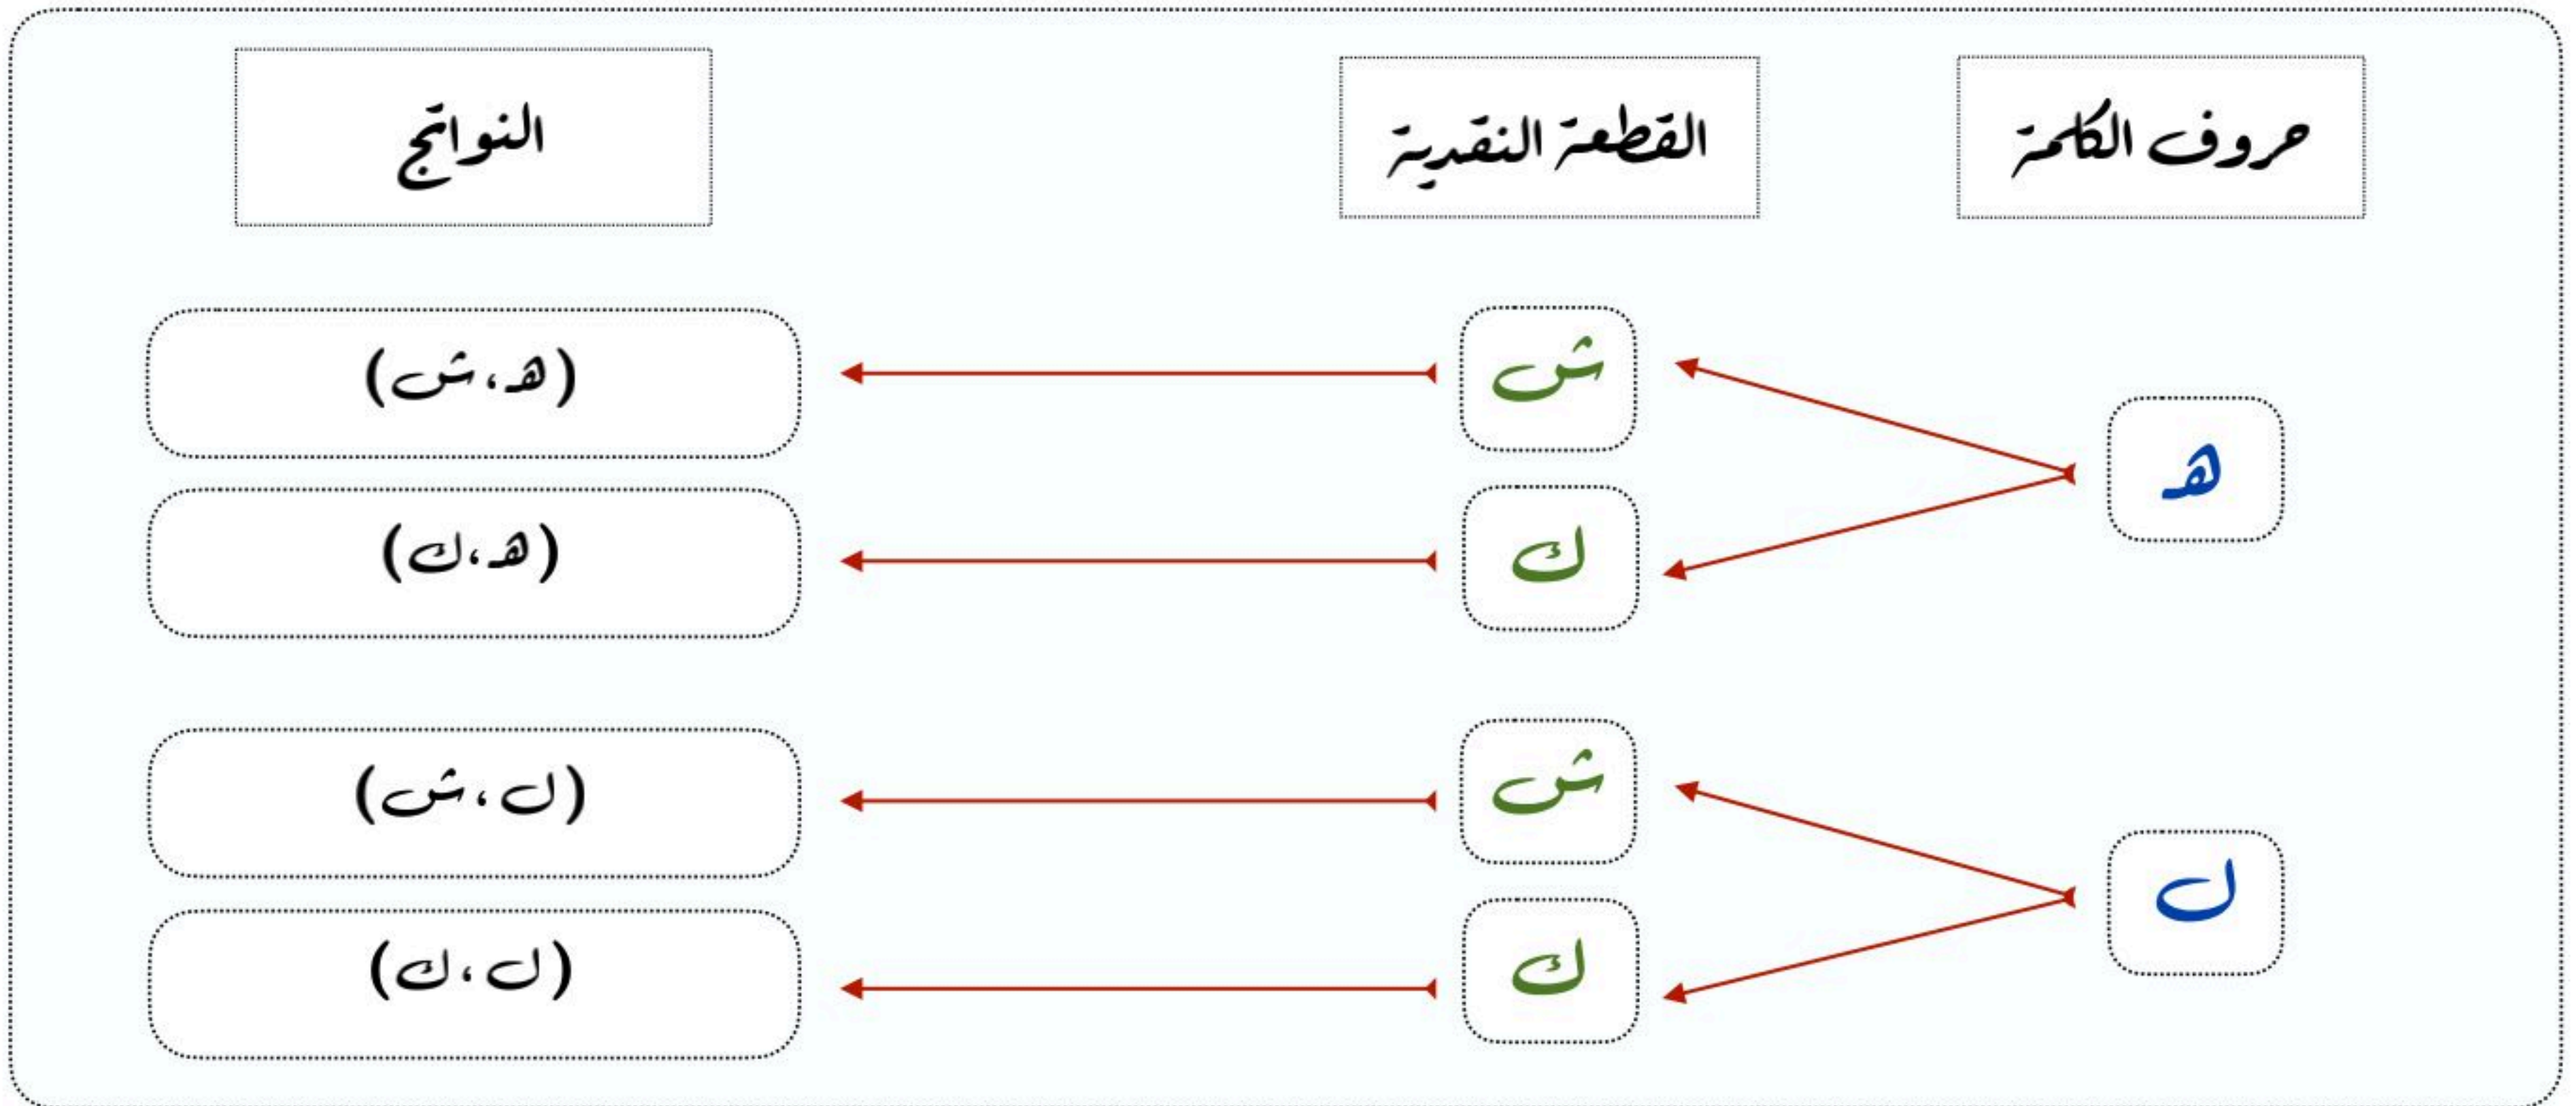 حروف الكلمة
القطعة النقدية
النواتج
هـ
ش
(هـ، ش)
ك
(هـ، ك)
ل
ش
(ل، ش)
ك
(ل، ك)